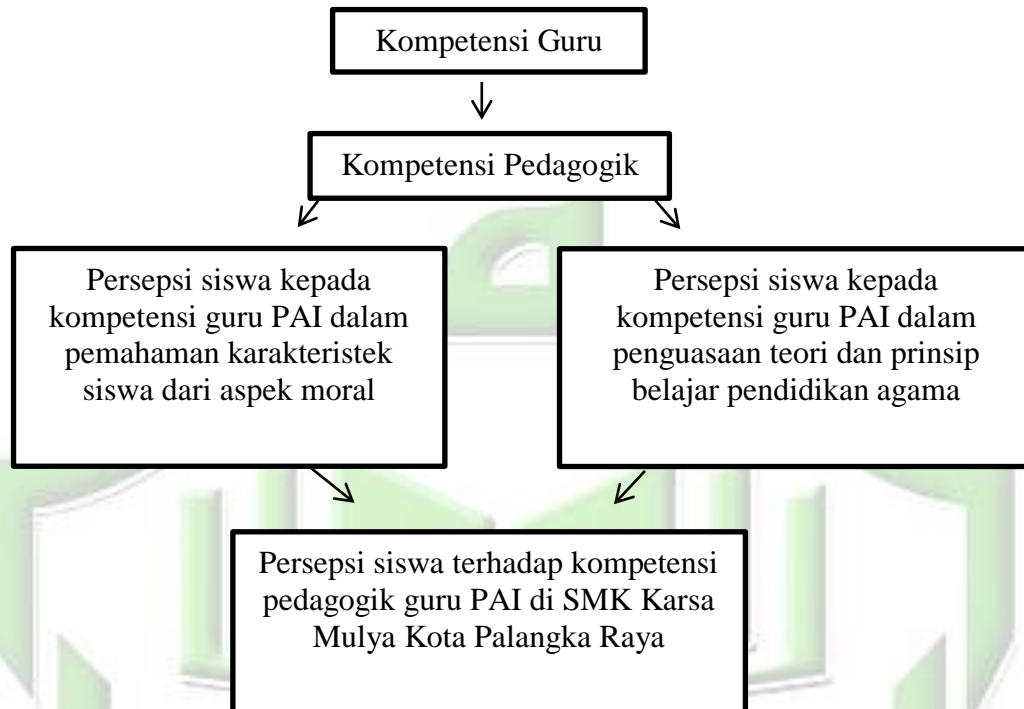 Kompetensi Guru
Kompetensi Pedagogik
Persepsi siswa kepada
kompetensi guru PAI dalam
pemahaman karakteristek
siswa dari aspek moral
Persepsi siswa kepada
kompetensi guru PAI dalam
penguasaan teori dan prinsip
belajar pendidikan agama
Persepsi siswa terhadap kompetensi
pedagogik guru PAI di SMK Karsa
Mulya Kota Palangka Raya